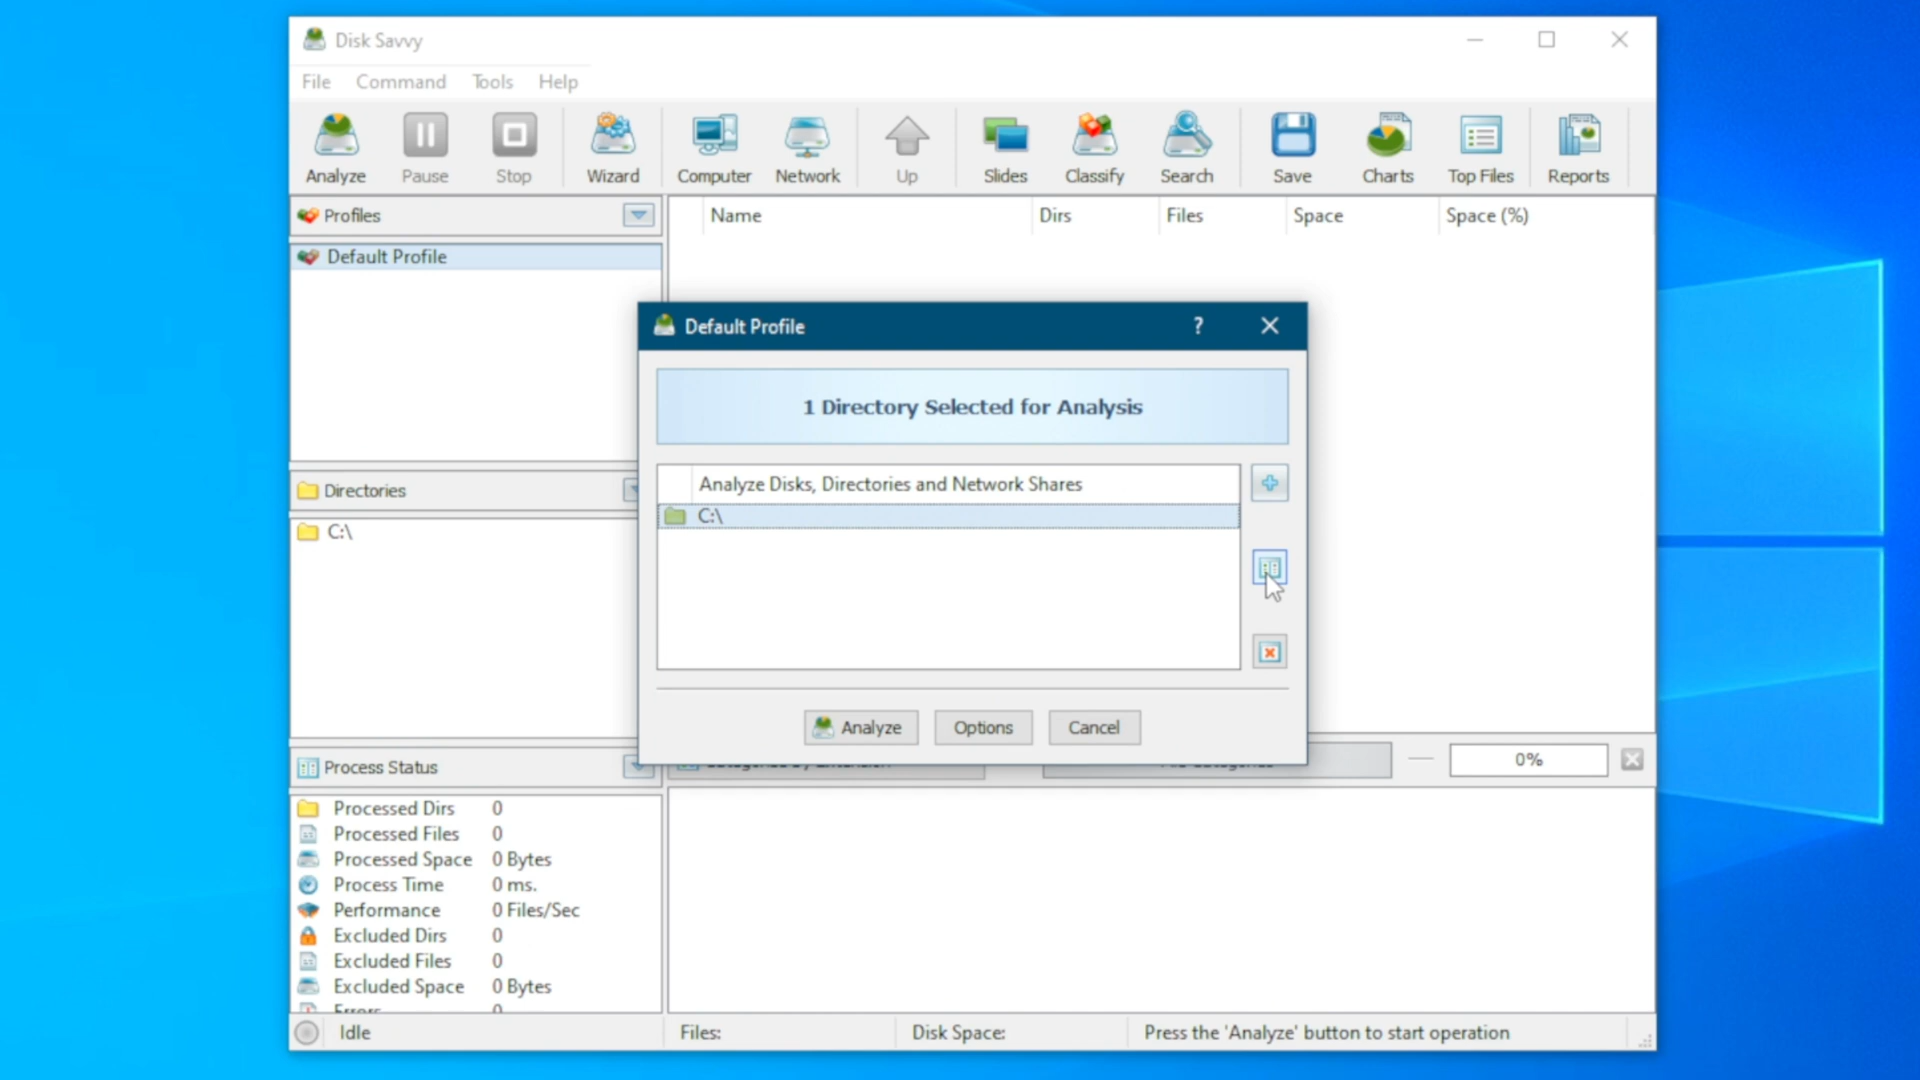 Disk Savvy
File Command Tools Help
Analyze Pause Stop Wizard Computer Network Up Slides Classify Search Save Charts Top Files Reports
Profiles
Name Dirs Files Space Space (%)
Default Profile
Default Profile ?
1 Directory Selected for Analysis
Analyze Disks, Directories and Network Shares
C:\
Analyze Options Cancel
Directories
C:\
0%
Process Status
Processed Dirs 0
Processed Files 0
Processed Space 0 Bytes
Process Time 0 ms.
Performance 0 Files/Sec
Excluded Dirs 0
Excluded Files 0
Excluded Space 0 Bytes
Errors 0
Idle Files: Disk Space: Press the 'Analyze' button to start operation